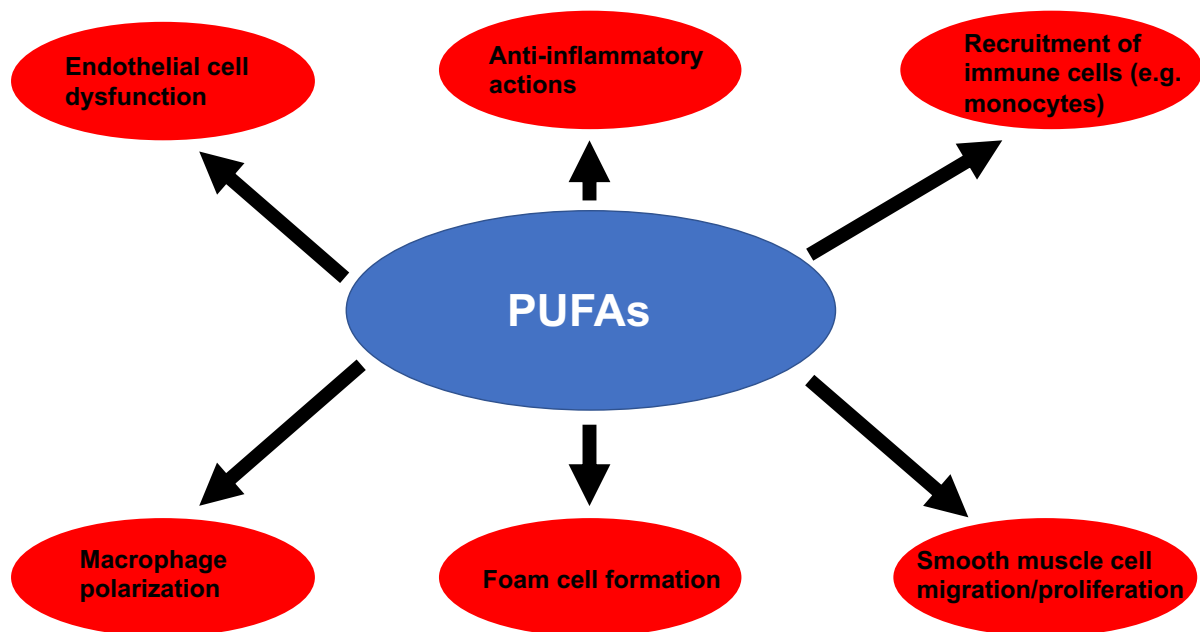 Endothelial cell
dysfunction
Anti-inflammatory
actions
Recruitment of
immune cells (e.g.
monocytes)
PUFAs
Macrophage
polarization
Foam cell formation
Smooth muscle cell
migration/proliferation